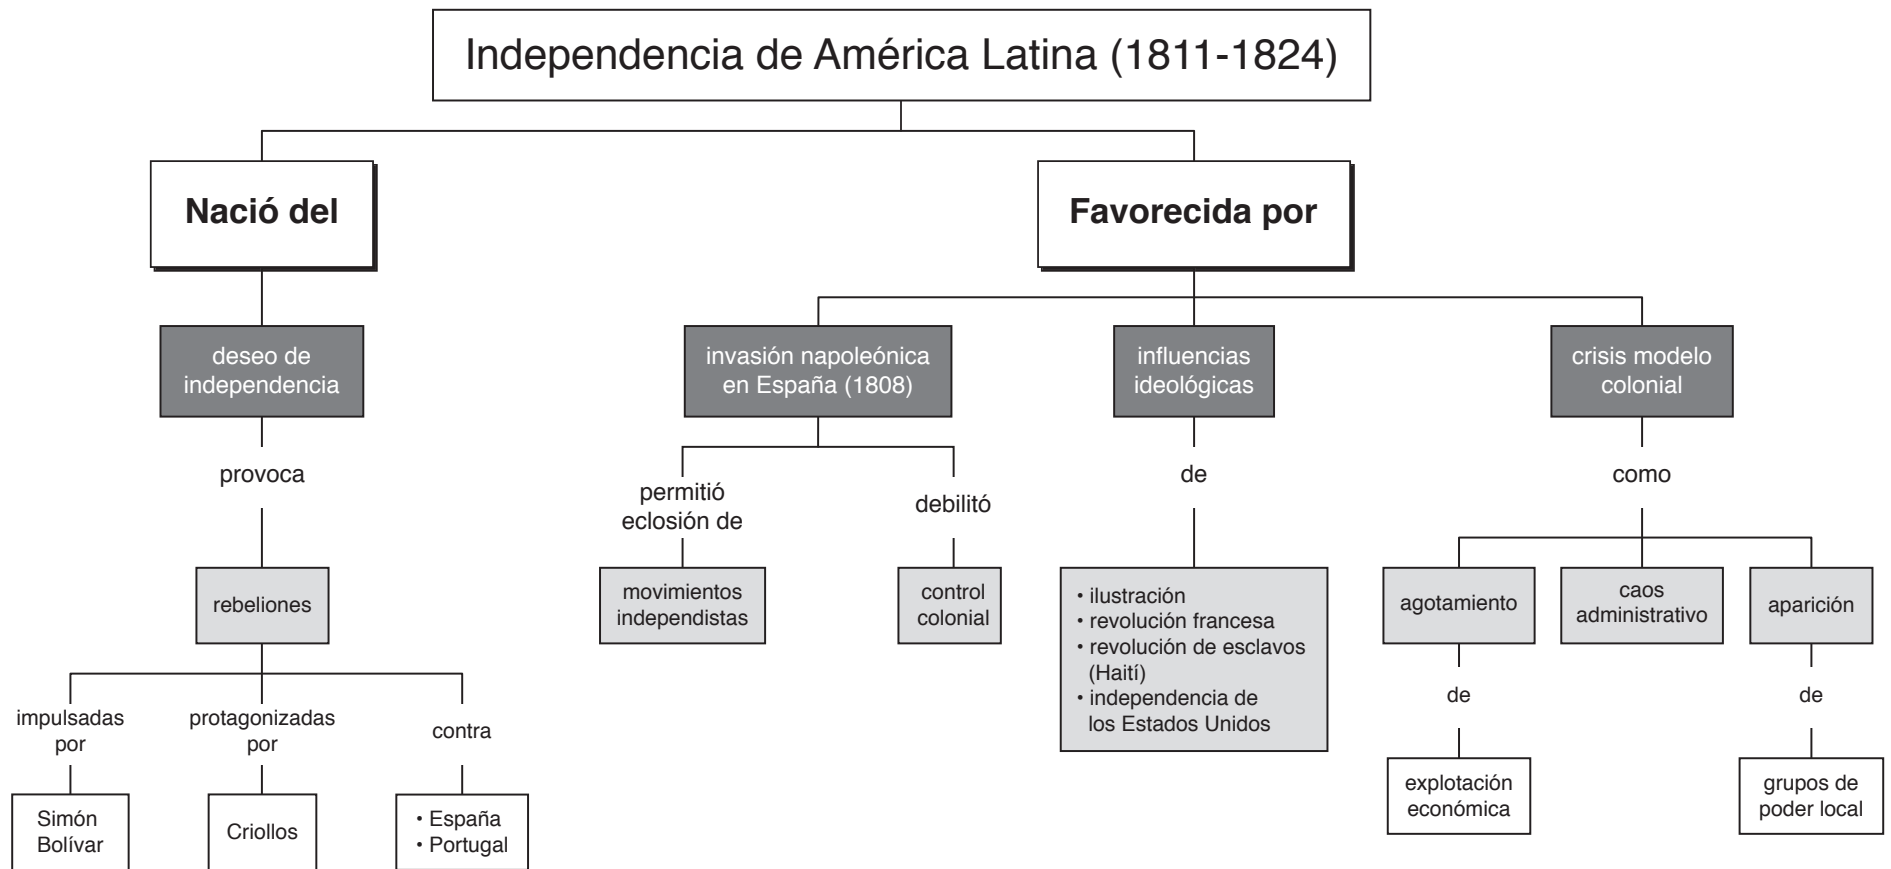 Independencia de América Latina (1811-1824)
Nació del
Favorecida por
deseo de
independencia
invasión napoleónica
en España (1808)
influencias
ideológicas
crisis modelo
colonial
provoca
permitió
eclosión de
debilitó
de
como
rebeliones
movimientos
independistas
control
colonial
• ilustración
• revolución francesa
• revolución de esclavos
(Haití)
• independencia de
los Estados Unidos
agotamiento
caos
administrativo
aparición
impulsadas
por
protagonizadas
por
contra
de
de
Simón
Bolívar
Criollos
• España
• Portugal
explotación
económica
grupos de
poder local